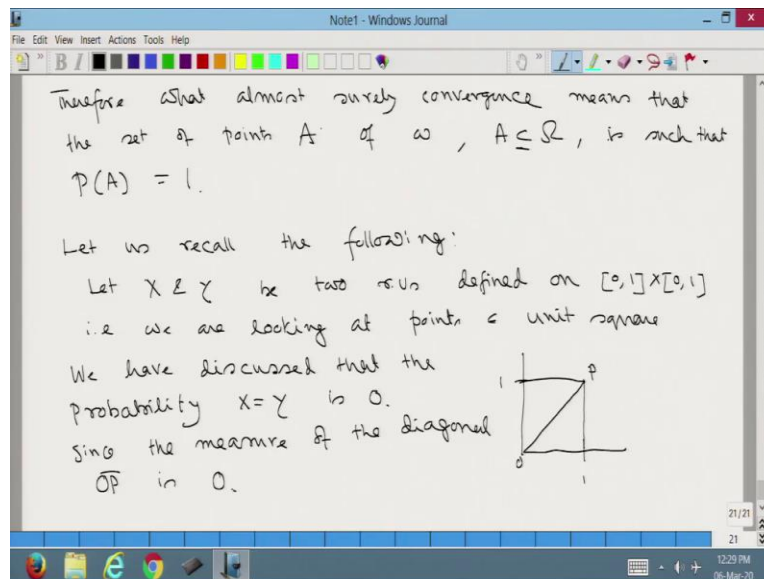 Note1 - Windows Journal
File Edit View Insert Actions Tools Help
B I
Therefore what almost surely convergence means that
the set of points A of ω, A ⊆ Ω, is such that
P(A) = 1.
Let us recall the following:
Let X & Y be two r.vs defined on [0,1]×[0,1]
i.e we are looking at points ∈ unit square
We have discussed that the
probability X=Y is 0.
Since the measure of the diagonal
OP is 0.
1
P
0
1
21/21
21
12:29 PM
06-Mar-20